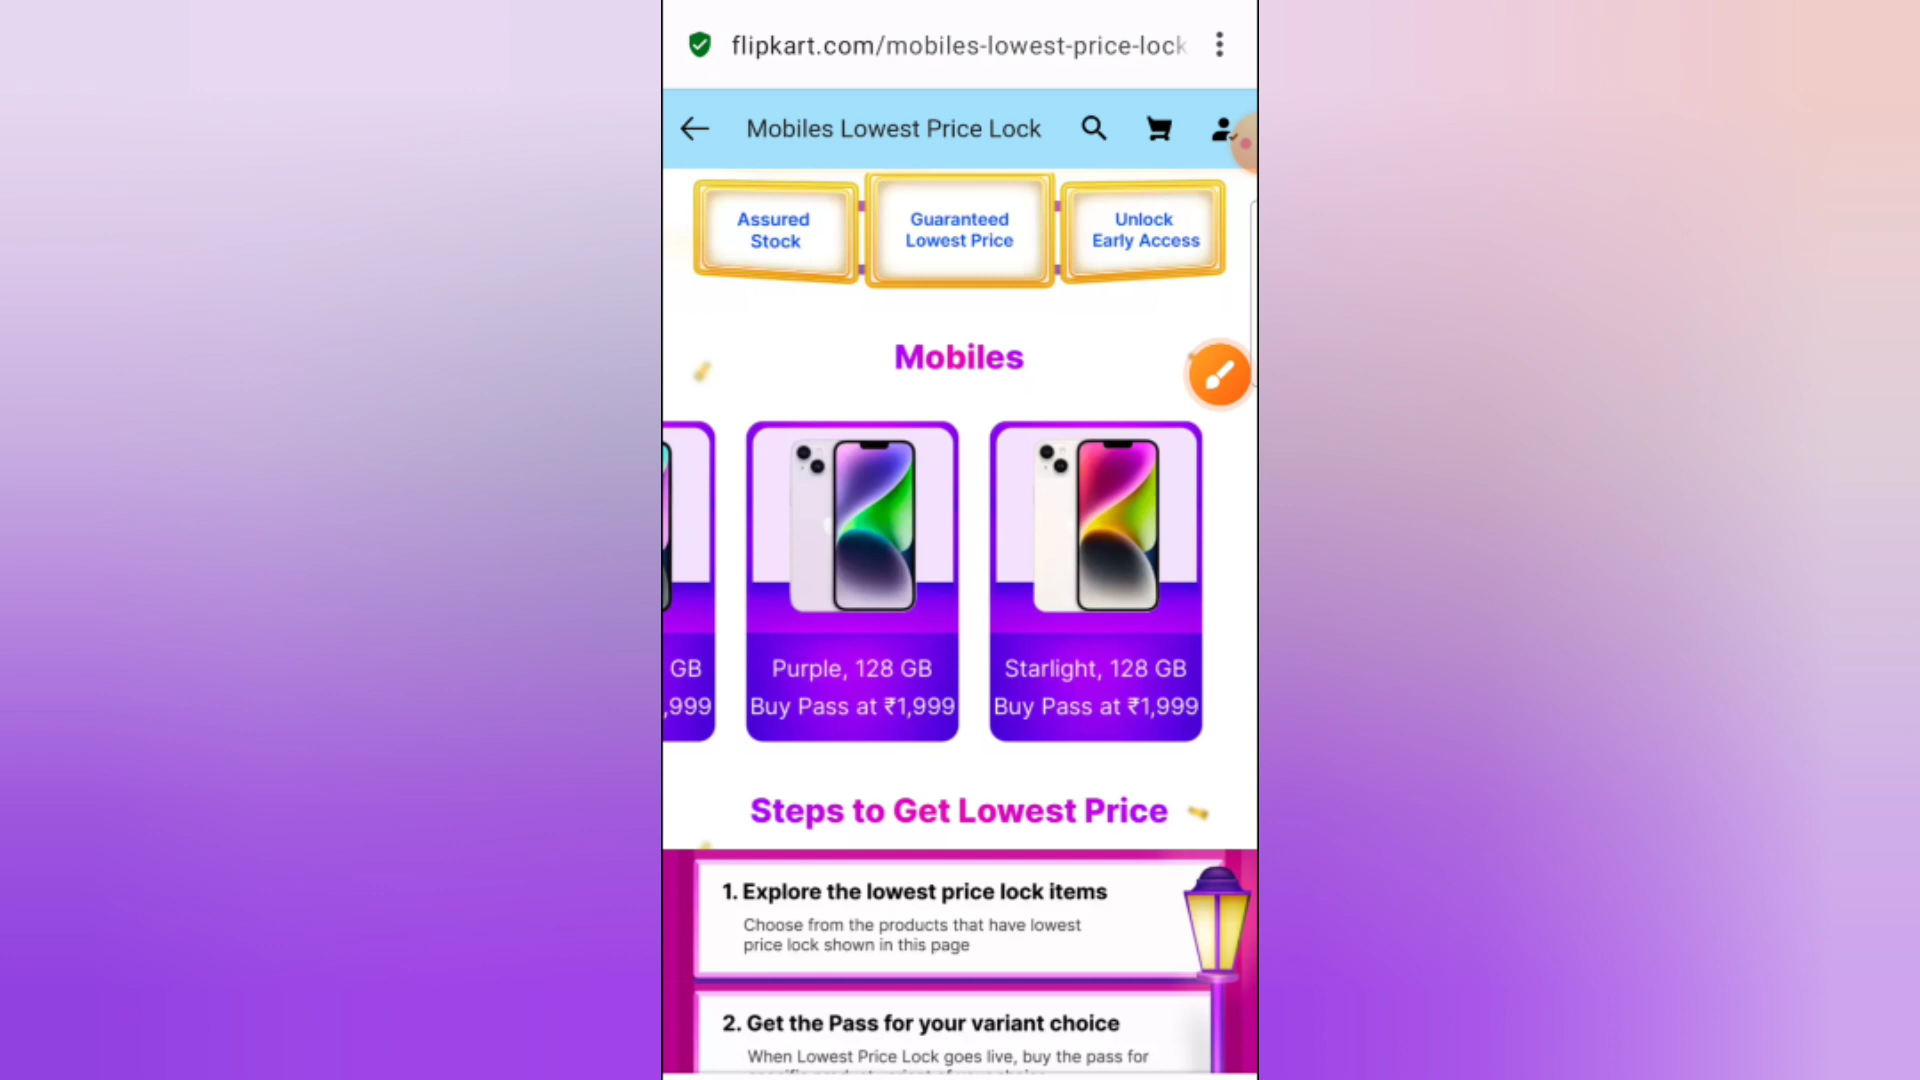 flipkart.com/mobiles-lowest-price-lock
Mobiles Lowest Price Lock
Assured
Stock
Guaranteed
Lowest Price
Unlock
Early Access
Mobiles
GB
,999
Purple, 128 GB
Buy Pass at ₹1,999
Starlight, 128 GB
Buy Pass at ₹1,999
Steps to Get Lowest Price
1. Explore the lowest price lock items
Choose from the products that have lowest
price lock shown in this page
2. Get the Pass for your variant choice
When Lowest Price Lock goes live, buy the pass for